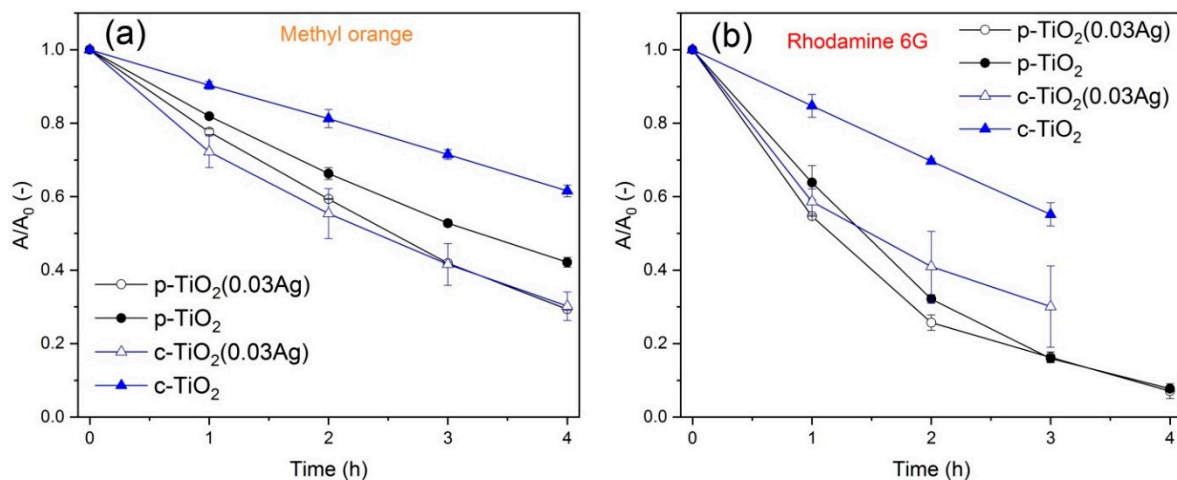 (a)
Methyl orange
1.0
0.8
0.6
0.4
0.2
0.0
A/A₀ (-)
p-TiO₂(0.03Ag)
p-TiO₂
c-TiO₂(0.03Ag)
c-TiO₂
0 1 2 3 4
Time (h)
(b)
Rhodamine 6G
p-TiO₂(0.03Ag)
p-TiO₂
c-TiO₂(0.03Ag)
c-TiO₂
1.0
0.8
0.6
0.4
0.2
0.0
A/A₀ (-)
0 1 2 3 4
Time (h)